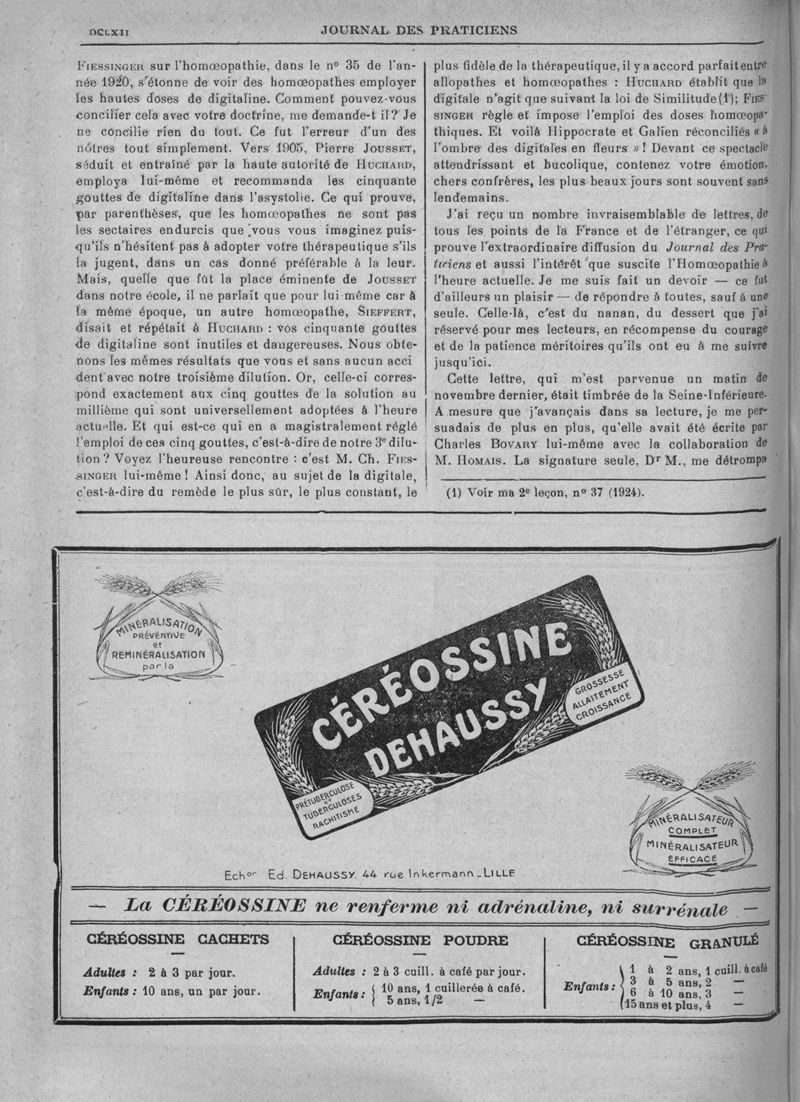 DCLXII
JOURNAL DES PRATICIENS
FIESSINGER sur l'homœopathie, dans le n° 35 de l'an-
née 1920, s'étonne de voir des homœopathes employer
les hautes doses de digitaline. Comment pouvez-vous
concilier cela avec votre doctrine, me demande-t il? Je
ne concilie rien du tout. Ce fut l'erreur d'un des
nôtres tout simplement. Vers 1905, Pierre JOUSSET,
séduit et entraîné par la haute autorité de HUCHARD,
employa lui-même et recommanda les cinquante
gouttes de digitaline dans l'asystolie. Ce qui prouve,
par parenthèses, que les homœopathes ne sont pas
les sectaires endurcis que vous vous imaginez puis-
qu'ils n'hésitent pas à adopter votre thérapeutique s'ils
la jugent, dans un cas donné préférable à la leur.
Mais, quelle que fût la place éminente de JOUSSET
dans notre école, il ne parlait que pour lui même car à
la même époque, un autre homœopathe, SIEFFERT,
disait et répétait à HUCHARD : vos cinquante gouttes
de digitaline sont inutiles et dangereuses. Nous obte-
nons les mêmes résultats que vous et sans aucun acci
dent avec notre troisième dilution. Or, celle-ci corres-
pond exactement aux cinq gouttes de la solution au
millième qui sont universellement adoptées à l'heure
actuelle. Et qui est-ce qui en a magistralement réglé
l'emploi de ces cinq gouttes, c'est-à-dire de notre 3e dilu-
tion? Voyez l'heureuse rencontre : c'est M. Ch. FIES-
SINGER lui-même! Ainsi donc, au sujet de la digitale,
c'est-à-dire du remède le plus sûr, le plus constant, le
plus fidèle de la thérapeutique, il y a accord parfait entre
allopathes et homœopathes : HUCHARD établit que la
digitale n'agit que suivant la loi de Similitude (1); FIES-
SINGER règle et impose l'emploi des doses homœopa-
thiques. Et voilà Hippocrate et Galien réconciliés « à
l'ombre des digitales en fleurs »! Devant ce spectacle
attendrissant et bucolique, contenez votre émotion,
chers confrères, les plus beaux jours sont souvent sans
lendemains.
J'ai reçu un nombre invraisemblable de lettres, de
tous les points de la France et de l'étranger, ce qui
prouve l'extraordinaire diffusion du Journal des Pra-
ticiens et aussi l'intérêt que suscite l'Homœopathie à
l'heure actuelle. Je me suis fait un devoir — ce fut
d'ailleurs un plaisir — de répondre à toutes, sauf à une
seule. Celle-là, c'est du nanan, du dessert que j'ai
réservé pour mes lecteurs, en récompense du courage
et de la patience méritoires qu'ils ont eu à me suivre
jusqu'ici.
Cette lettre, qui m'est parvenue un matin de
novembre dernier, était timbrée de la Seine-Inférieure.
A mesure que j'avançais dans sa lecture, je me per-
suadais de plus en plus, qu'elle avait été écrite par
Charles BOVARY lui-même avec la collaboration de
M. HOMAIS. La signature seule, Dr M., me détrompa
(1) Voir ma 2e leçon, n° 37 (1924).
MINÉRALISATION
PRÉVENTIVE
et
REMINÉRALISATION
par la
CÉRÉOSSINE
DEHAUSSY
GROSSESSE
ALLAITEMENT
CROISSANCE
PRÉTUBERCULOSE
ET
TUBERCULOSES
RACHITISME
MINÉRALISATEUR
COMPLET
MINÉRALISATEUR
EFFICACE
Echon Ed. DEHAUSSY. 44 rue Inkermann_LILLE
— La CÉRÉOSSINE ne renferme ni adrénaline, ni surrénale —
CÉRÉOSSINE CACHETS
Adultes : 2 à 3 par jour.
Enfants : 10 ans, un par jour.
CÉRÉOSSINE POUDRE
Adultes : 2 à 3 cuill. à café par jour.
Enfants : 10 ans, 1 cuillerée à café.
5 ans, 1/2 —
CÉRÉOSSINE GRANULÉ
Enfants : 1 à 2 ans, 1 cuill. à café
3 à 5 ans, 2 —
6 à 10 ans, 3 —
15 ans et plus, 4 —